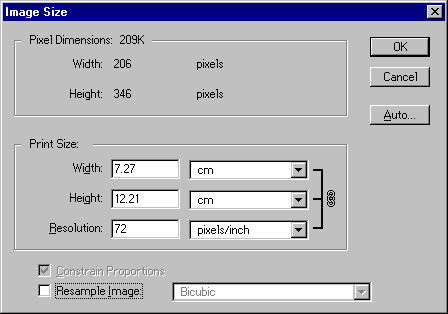 Image Size
Pixel Dimensions: 209K
Width: 206 pixels
Height: 346 pixels
OK
Cancel
Auto...
Print Size:
Width: 7.27 cm
Height: 12.21 cm
Resolution: 72 pixels/inch
Constrain Proportions
Resample Image: Bicubic